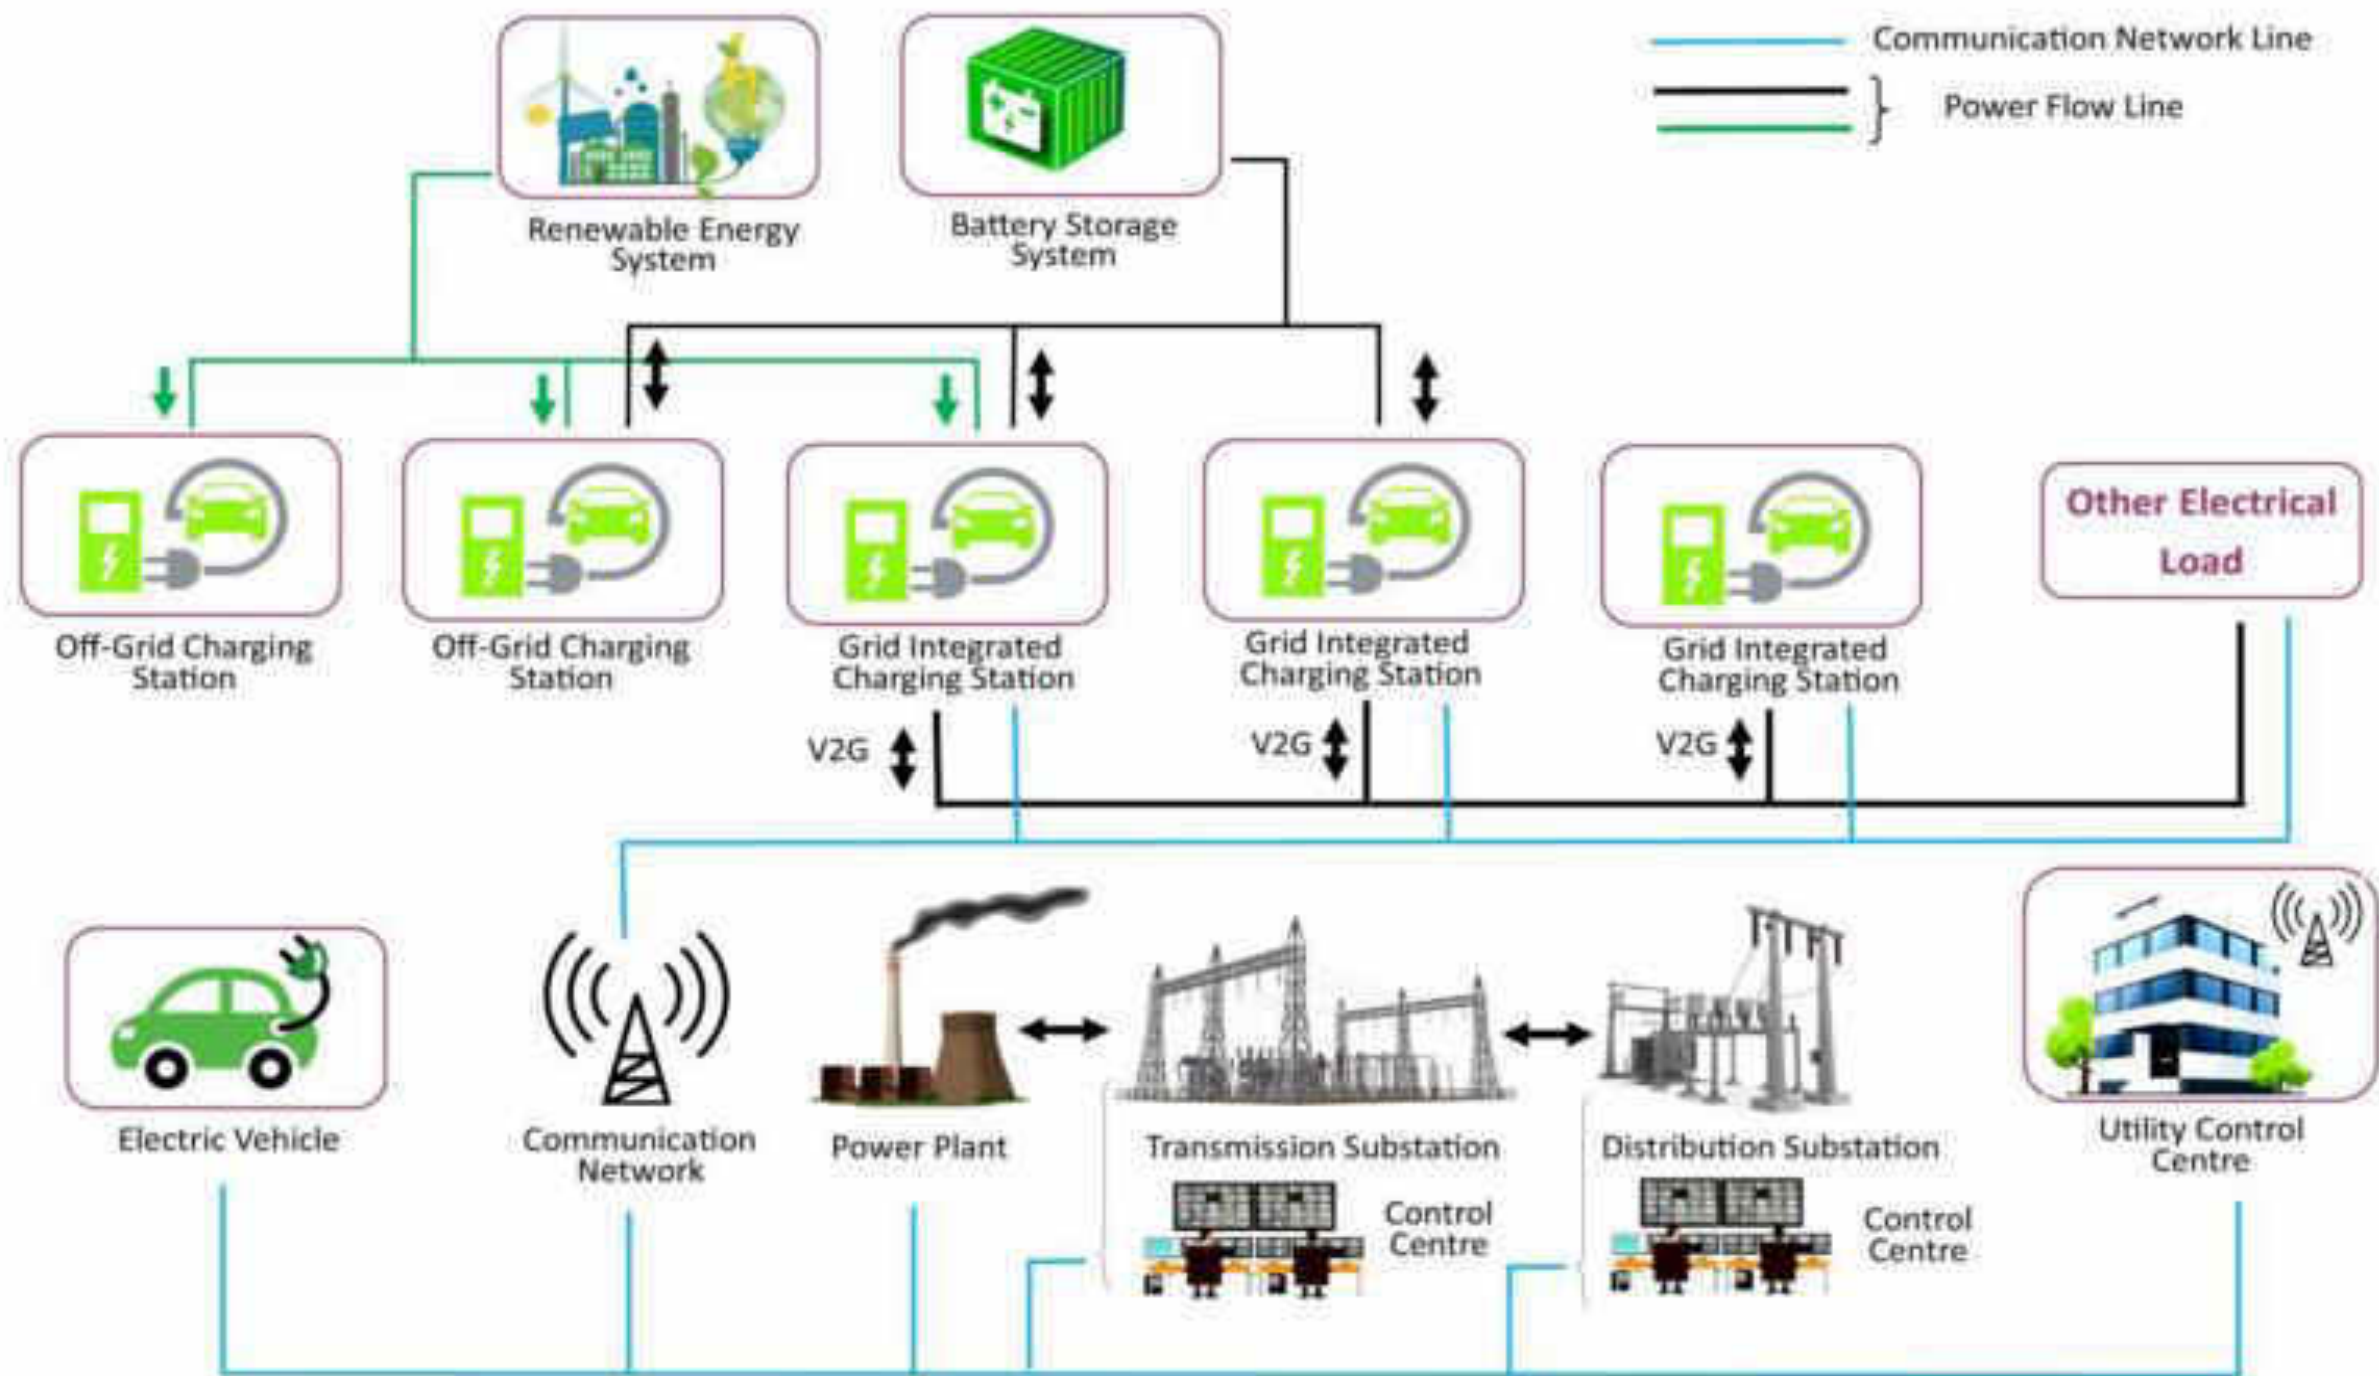 Communication Network Line
Power Flow Line
Renewable Energy
System
Battery Storage
System
Off-Grid Charging
Station
Off-Grid Charging
Station
Grid Integrated
Charging Station
Grid Integrated
Charging Station
Grid Integrated
Charging Station
Other Electrical
Load
V2G
V2G
V2G
Electric Vehicle
Communication
Network
Power Plant
Transmission Substation
Distribution Substation
Utility Control
Centre
Control
Centre
Control
Centre